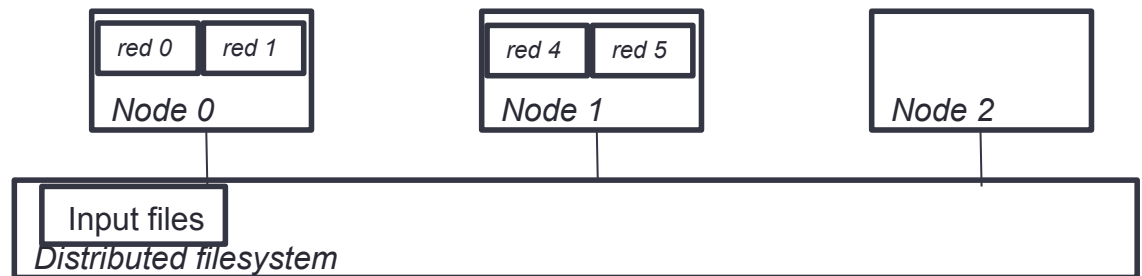 red 0 red 1
red 4 red 5
Node 0
Node 1
Node 2
Input files
Distributed filesystem